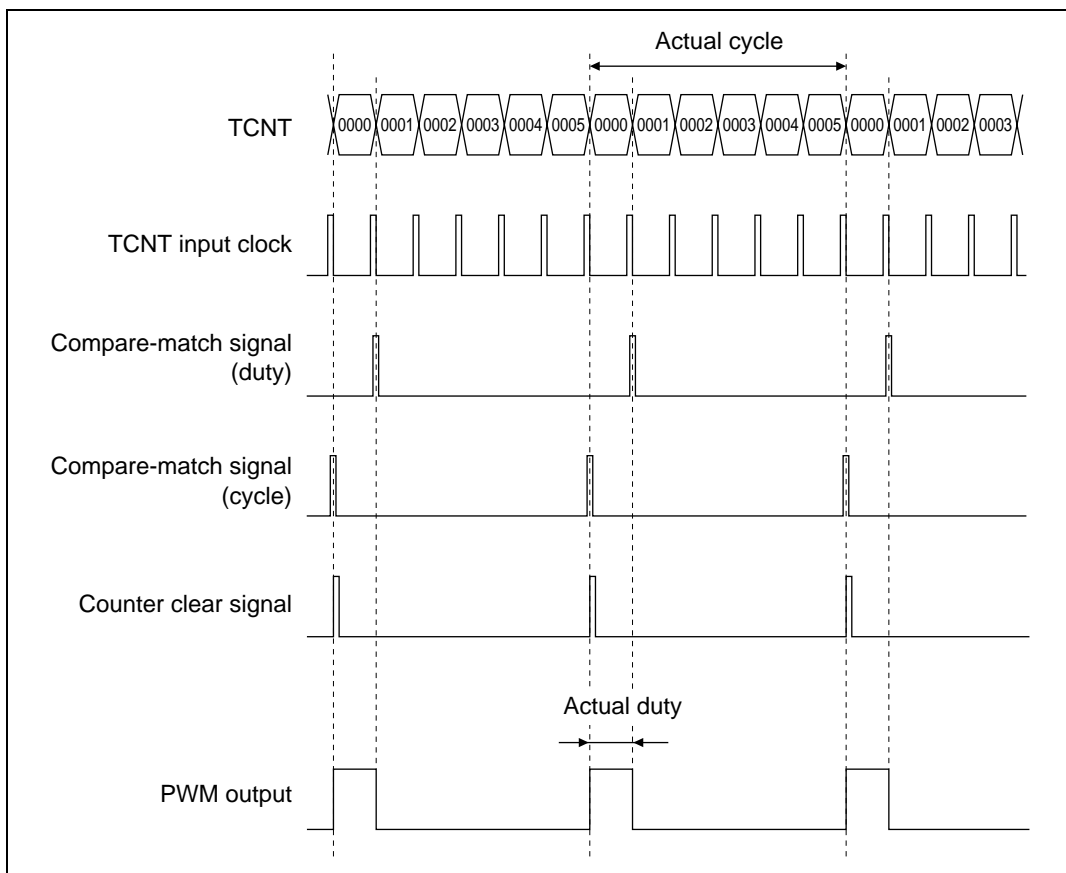 Actual cycle
TCNT
0000 0001 0002 0003 0004 0005 0000 0001 0002 0003 0004 0005 0000 0001 0002 0003
TCNT input clock
Compare-match signal
(duty)
Compare-match signal
(cycle)
Counter clear signal
Actual duty
PWM output